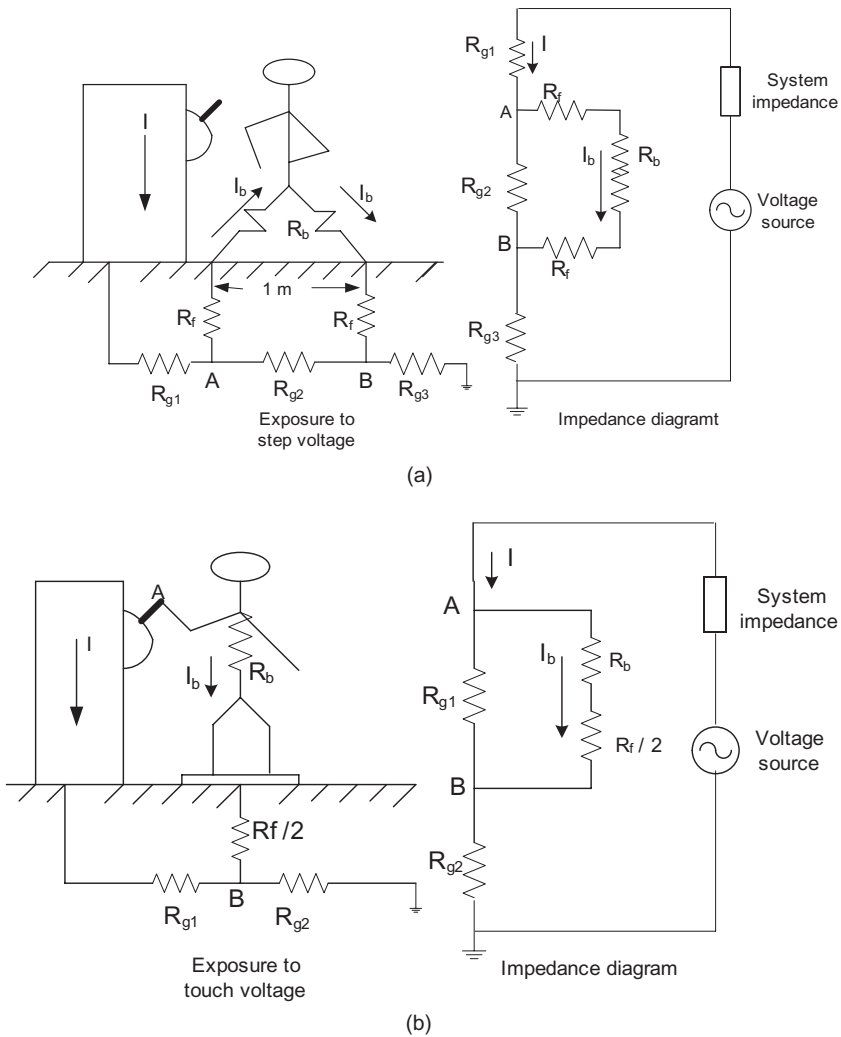 I
I_b
I_b
R_b
1 m
R_f
R_f
R_g1
A
R_g2
B
R_g3
Exposure to
step voltage
R_g1
I
A
R_f
I_b
R_b
R_g2
B
R_f
R_g3
System
impedance
Voltage
source
Impedance diagramt
(a)
A
I
I_b
R_b
Rf /2
R_g1
B
R_g2
Exposure to
touch voltage
I
A
R_g1
I_b
R_b
R_f / 2
B
R_g2
System
impedance
Voltage
source
Impedance diagram
(b)